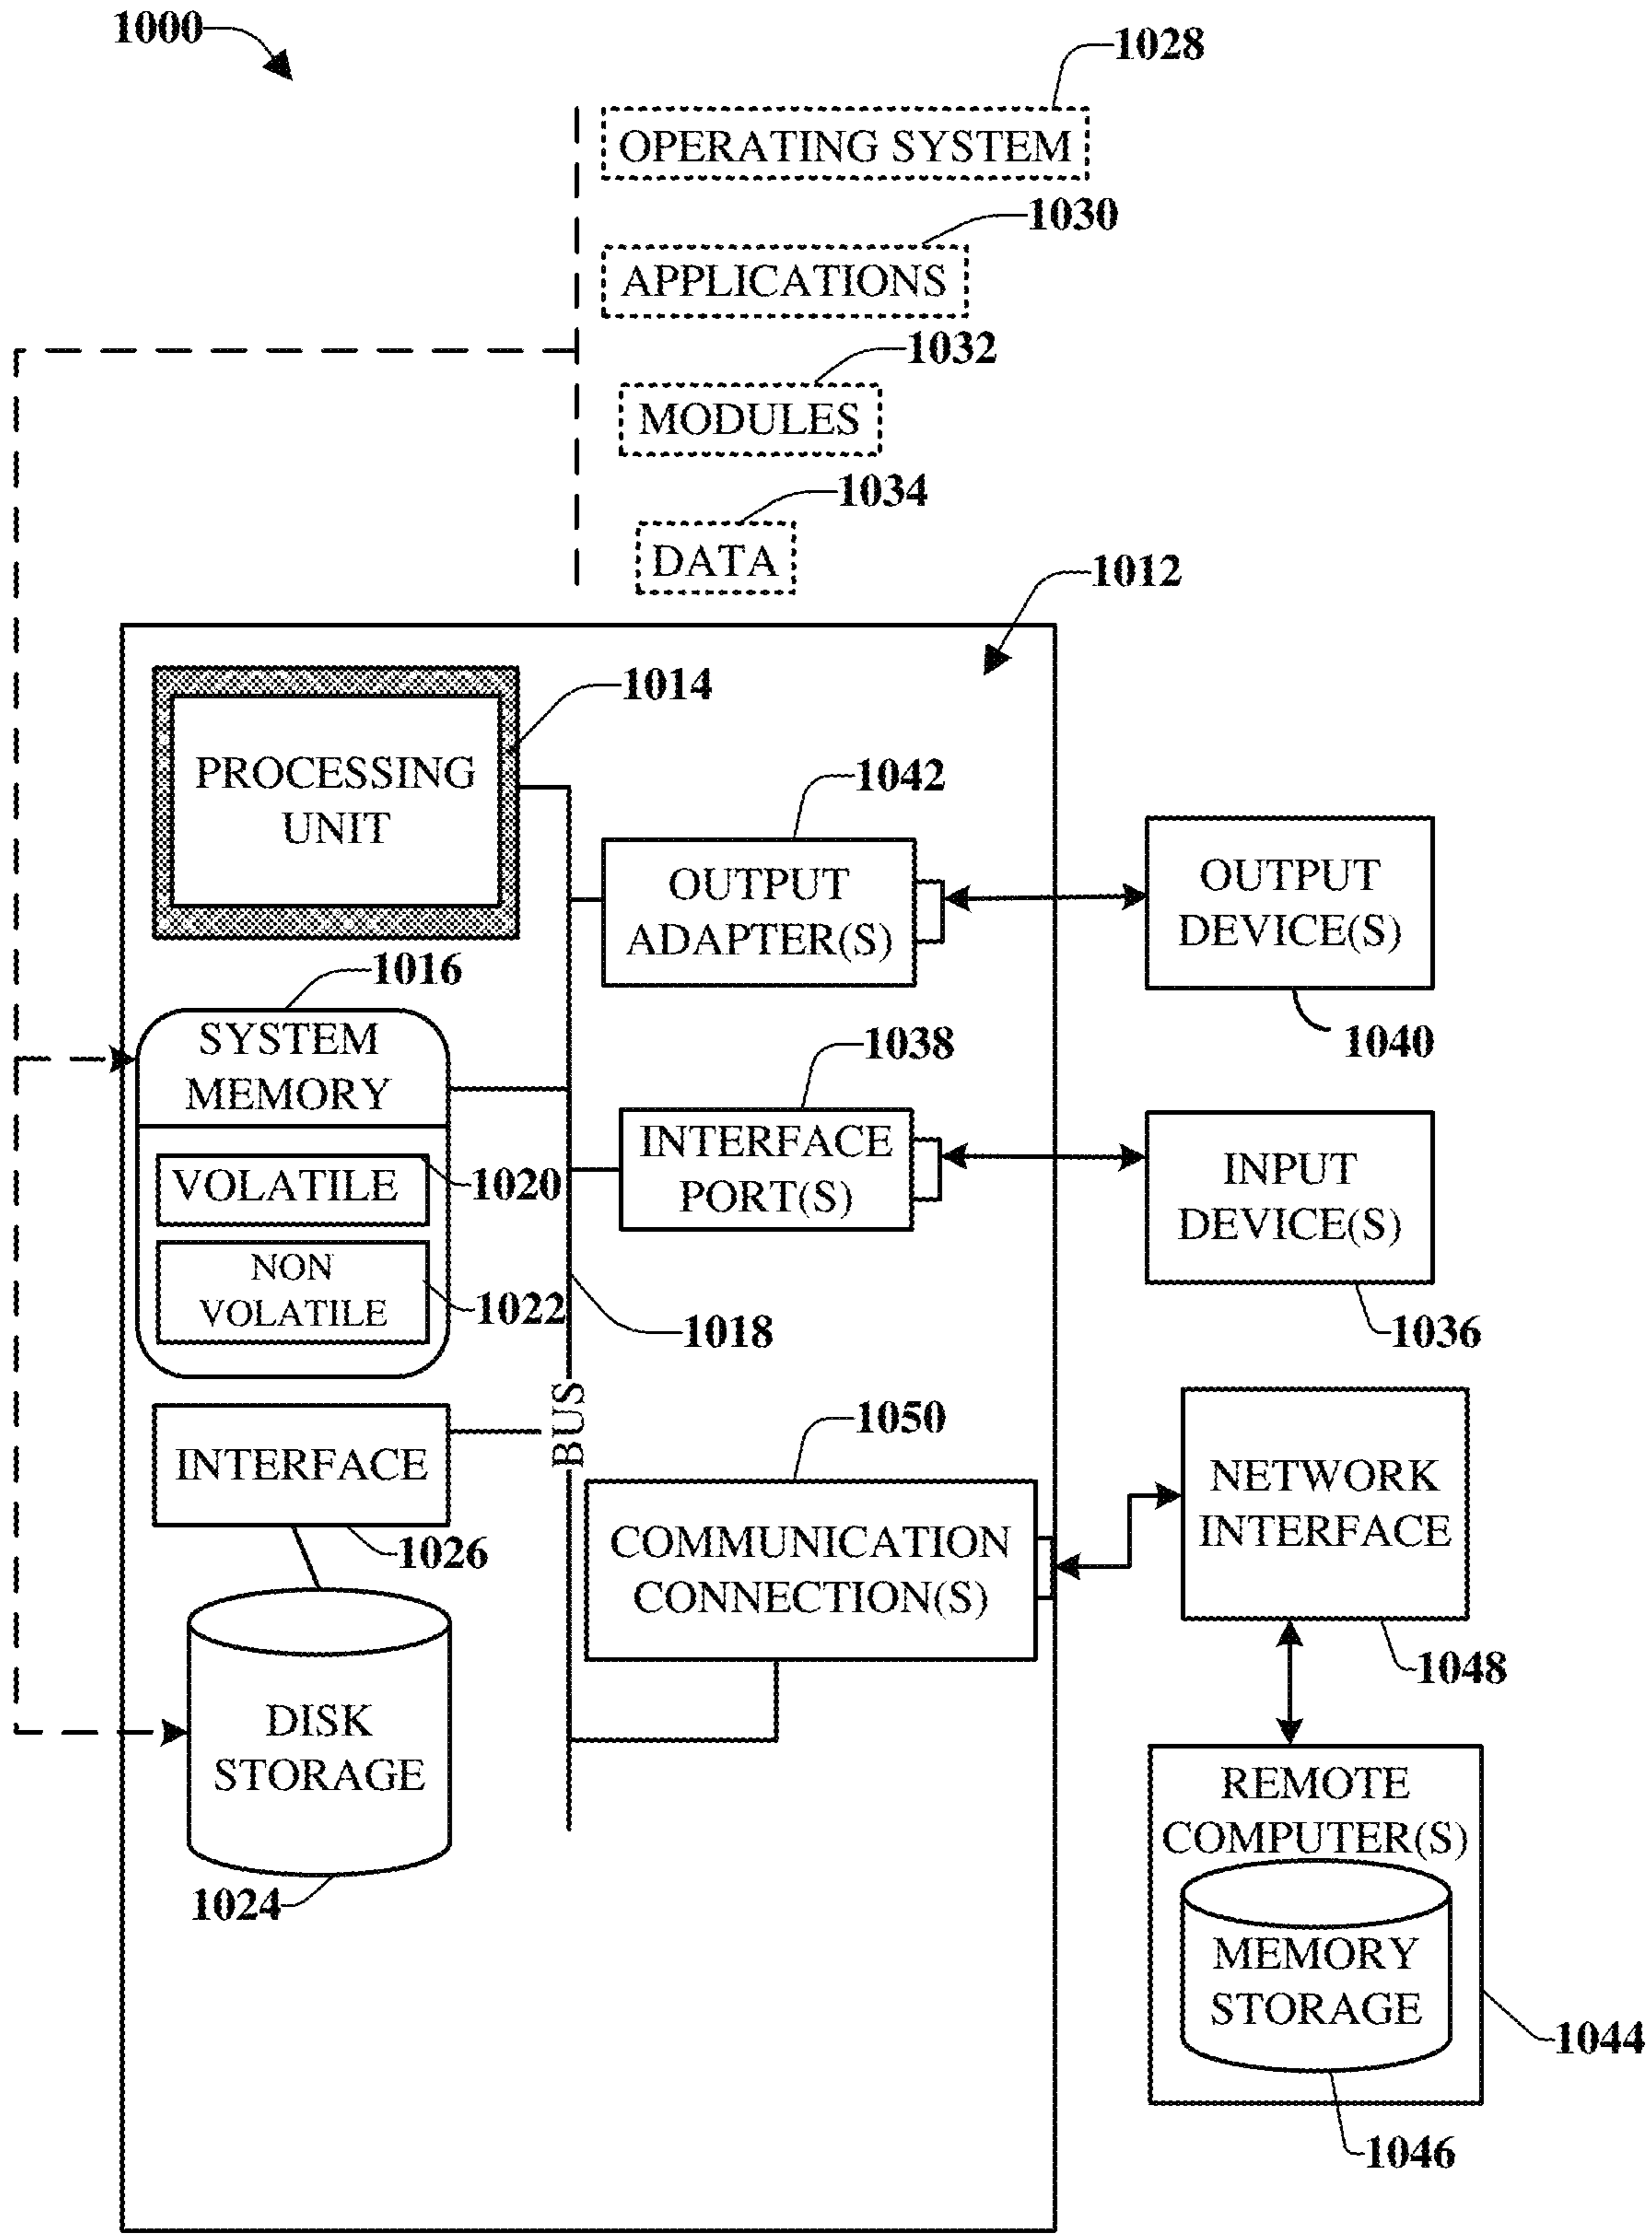 1000
1028
OPERATING SYSTEM
1030
APPLICATIONS
1032
MODULES
1034
DATA
1012
1014
PROCESSING
UNIT
1042
OUTPUT
ADAPTER(S)
OUTPUT
DEVICE(S)
1040
1016
SYSTEM
MEMORY
VOLATILE
1020
NON
VOLATILE
1022
1038
INTERFACE
PORT(S)
INPUT
DEVICE(S)
1036
1018
BUS
INTERFACE
1026
1050
COMMUNICATION
CONNECTION(S)
NETWORK
INTERFACE
1048
DISK
STORAGE
1024
REMOTE
COMPUTER(S)
MEMORY
STORAGE
1044
1046